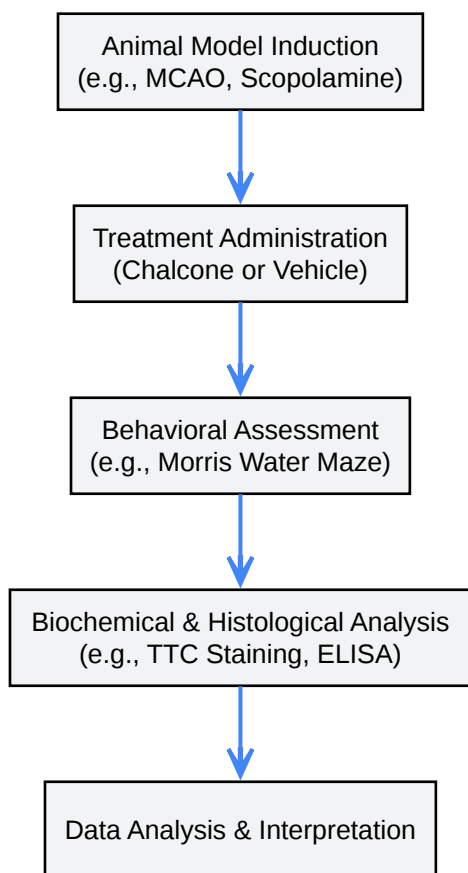 Animal Model Induction
(e.g., MCAO, Scopolamine)
Treatment Administration
(Chalcone or Vehicle)
Behavioral Assessment
(e.g., Morris Water Maze)
Biochemical & Histological Analysis
(e.g., TTC Staining, ELISA)
Data Analysis & Interpretation